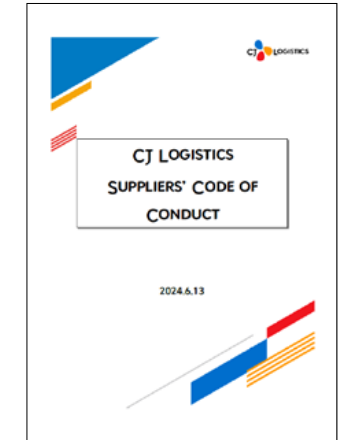 CJ LOGISTICS
CJ LOGISTICS
SUPPLIERS' CODE OF
CONDUCT
2024.6.13